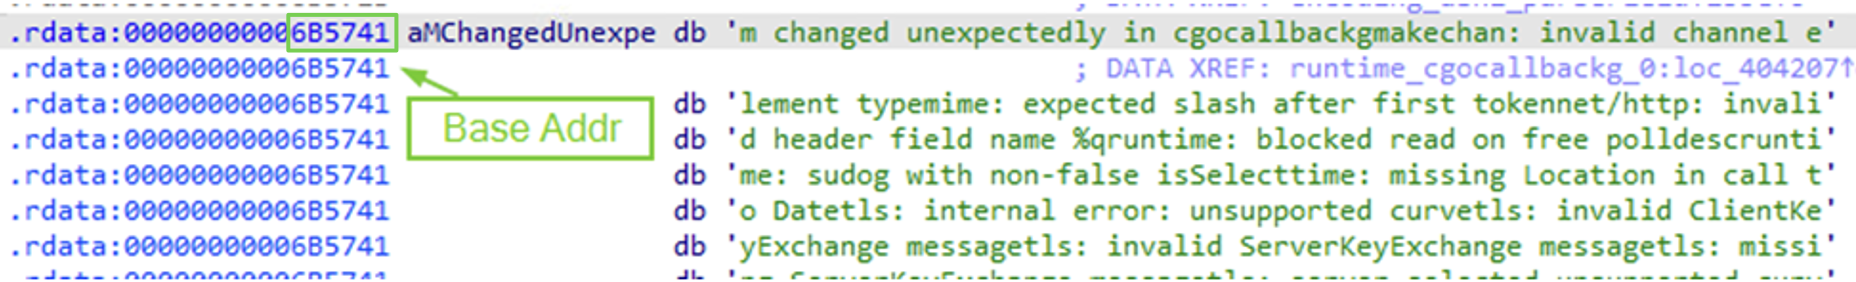 .rdata:00000000006B5741 aMChangedUnexpe db 'm changed unexpectedly in cgocallbackgmakechan: invalid channel e'
.rdata:00000000006B5741 ; DATA XREF: runtime_cgocallbackg_0:loc_404207↑
Base Addr
db 'lement typemime: expected slash after first tokennet/http: invali'
.rdata:00000000006B5741 db 'd header field name %qruntime: blocked read on free polldescrunti'
.rdata:00000000006B5741 db 'me: sudog with non-false isSelecttime: missing Location in call t'
.rdata:00000000006B5741 db 'o Datetls: internal error: unsupported curvetls: invalid ClientKe'
.rdata:00000000006B5741 db 'yExchange messagetls: invalid ServerKeyExchange messagetls: missi'
.rdata:00000000006B5741